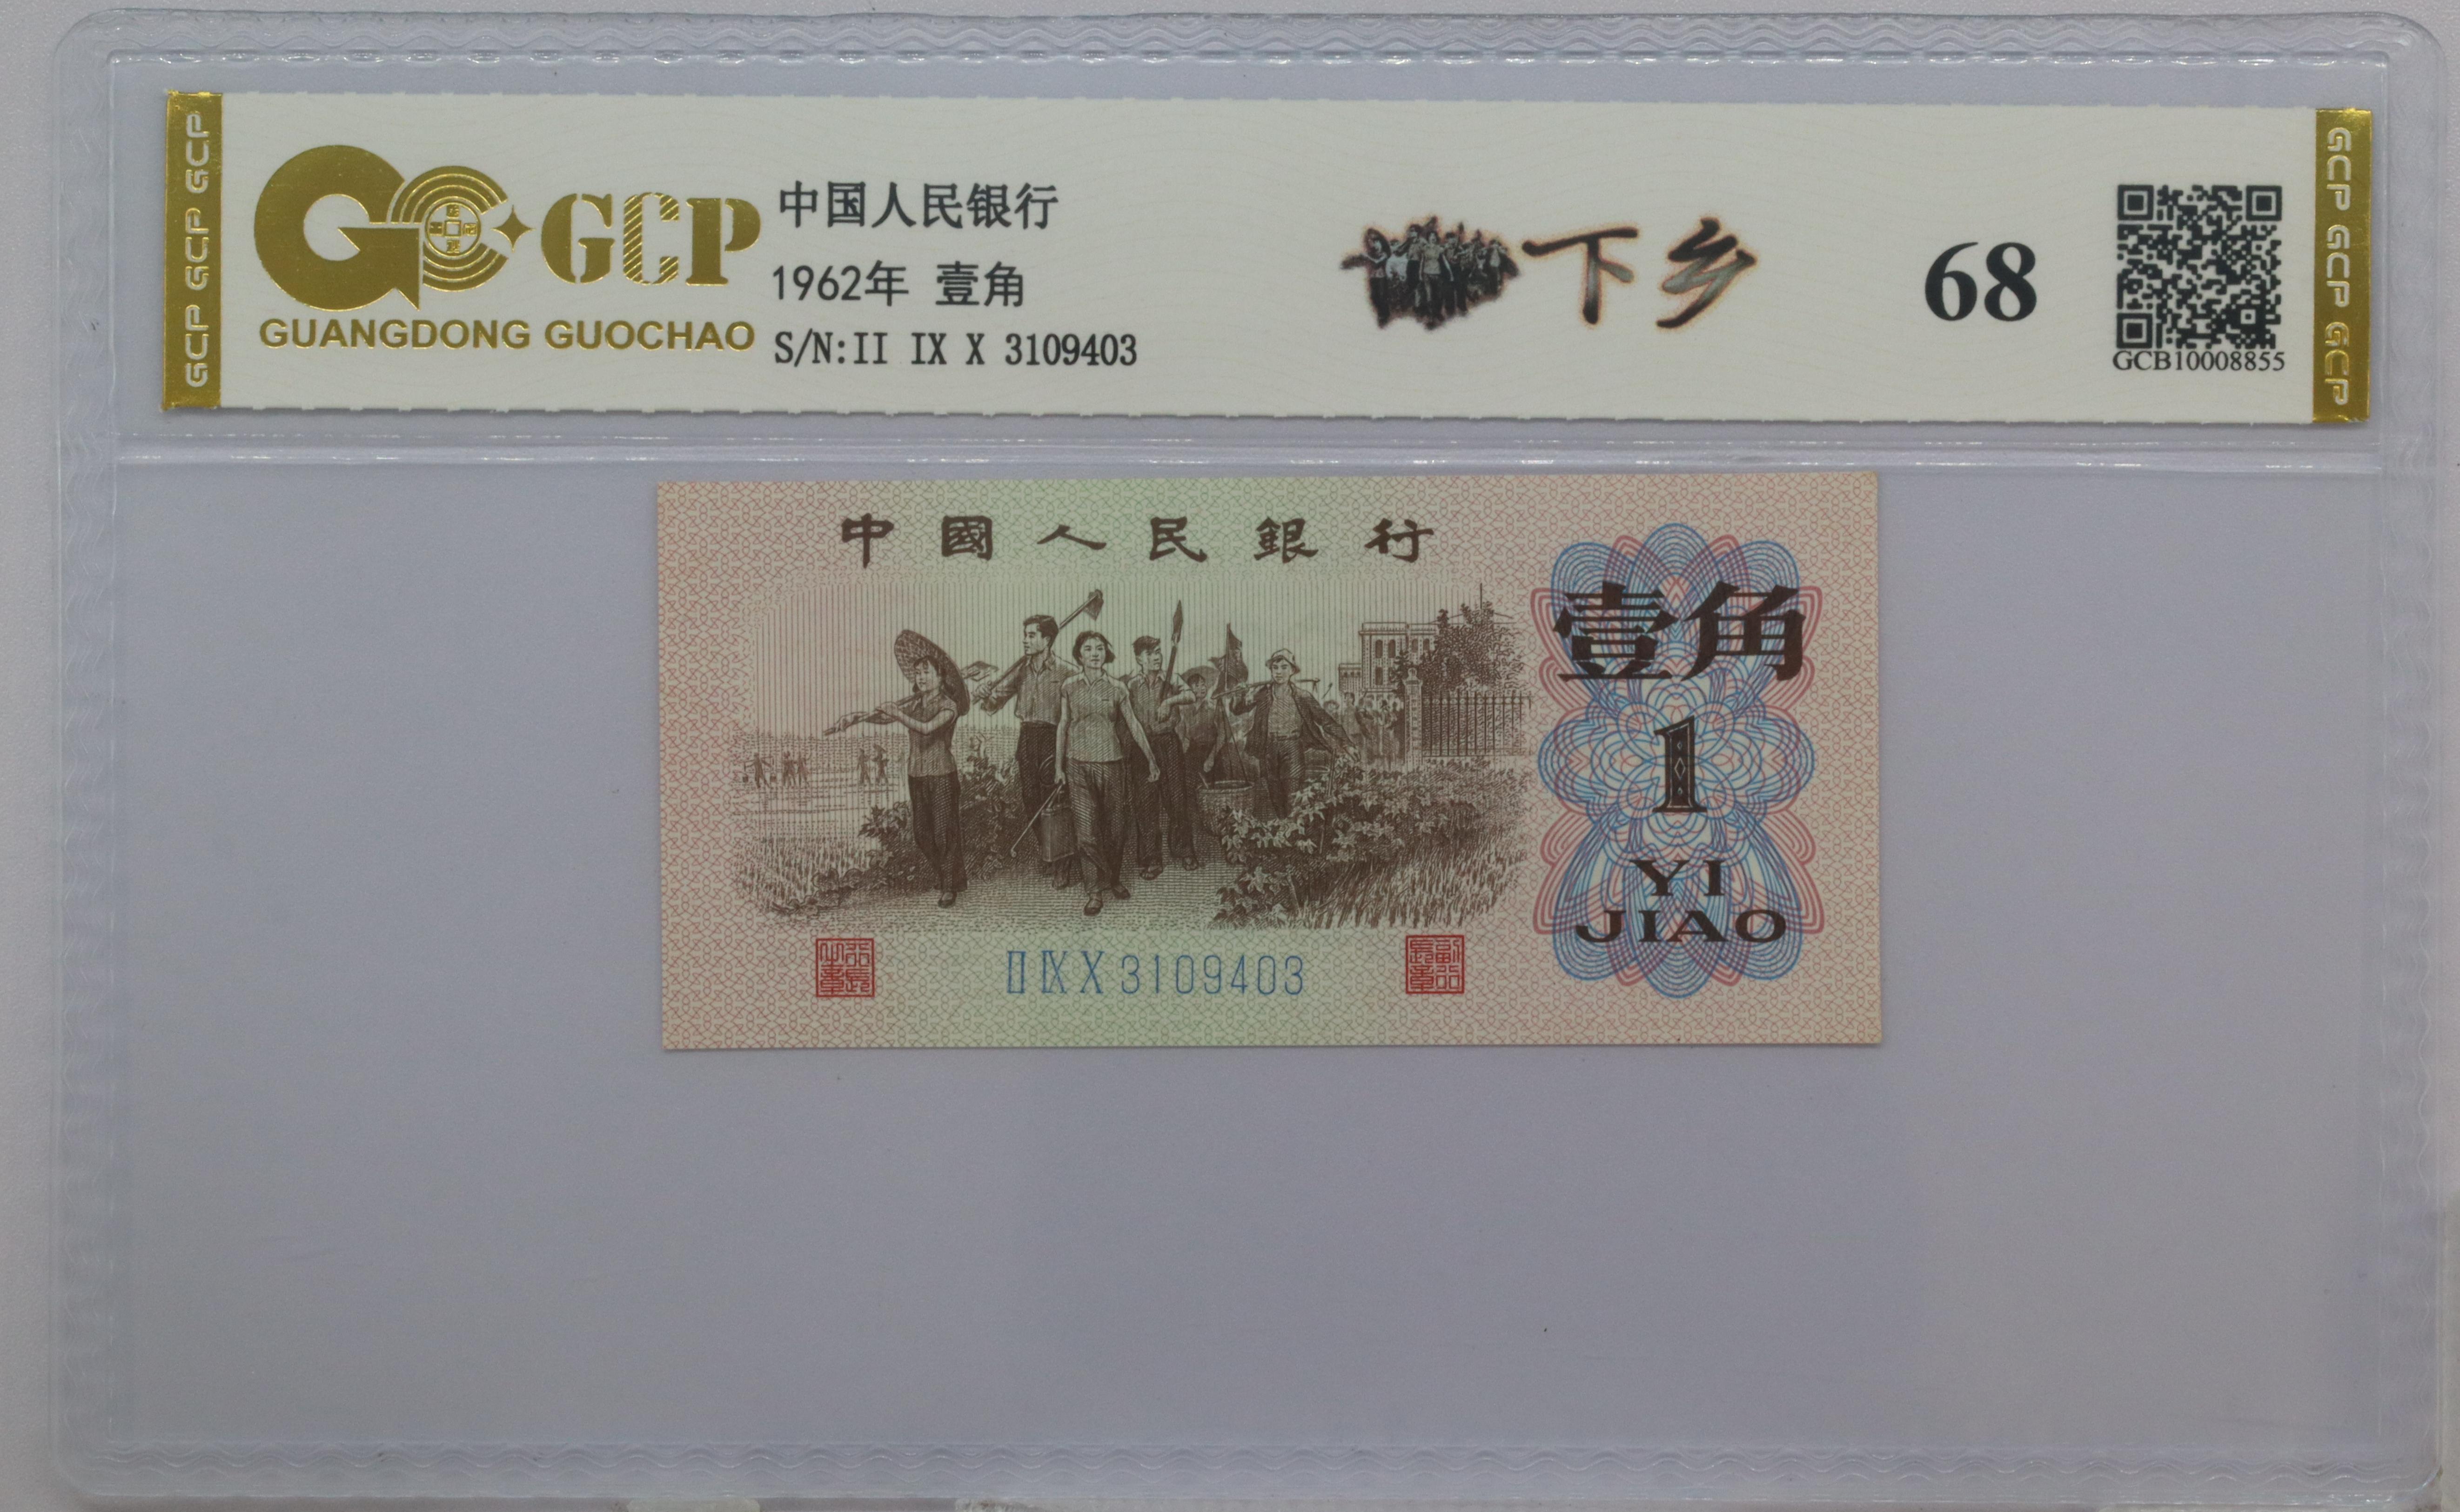 GCP GCP GCP
GCP
GUANGDONG GUOCHAO
中国人民银行
1962年 壹角
S/N:II IX X 3109403
下乡
68
GCB10008855
GCP GCP GCP
中國人民銀行
壹角
1
YI
JIAO
II IX X 3109403